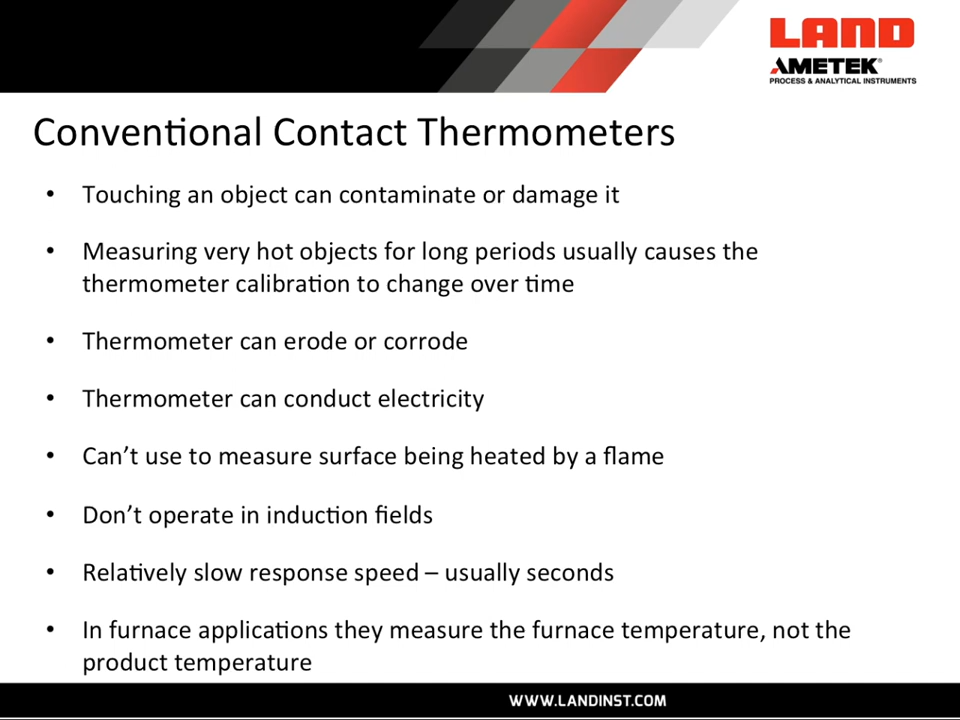 LAND
AMETEK®
PROCESS & ANALYTICAL INSTRUMENTS
Conventional Contact Thermometers
• Touching an object can contaminate or damage it
• Measuring very hot objects for long periods usually causes the
thermometer calibration to change over time
• Thermometer can erode or corrode
• Thermometer can conduct electricity
• Can’t use to measure surface being heated by a flame
• Don’t operate in induction fields
• Relatively slow response speed – usually seconds
• In furnace applications they measure the furnace temperature, not the
product temperature
WWW.LANDINST.COM